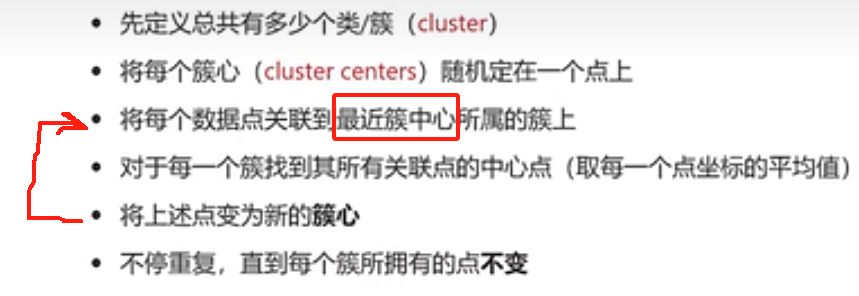 • 先定义总共有多少个类/簇（cluster）
• 将每个簇心（cluster centers）随机定在一个点上
• 将每个数据点关联到最近簇中心所属的簇上
• 对于每一个簇找到其所有关联点的中心点（取每一个点坐标的平均值）
• 将上述点变为新的簇心
• 不停重复，直到每个簇所拥有的点不变